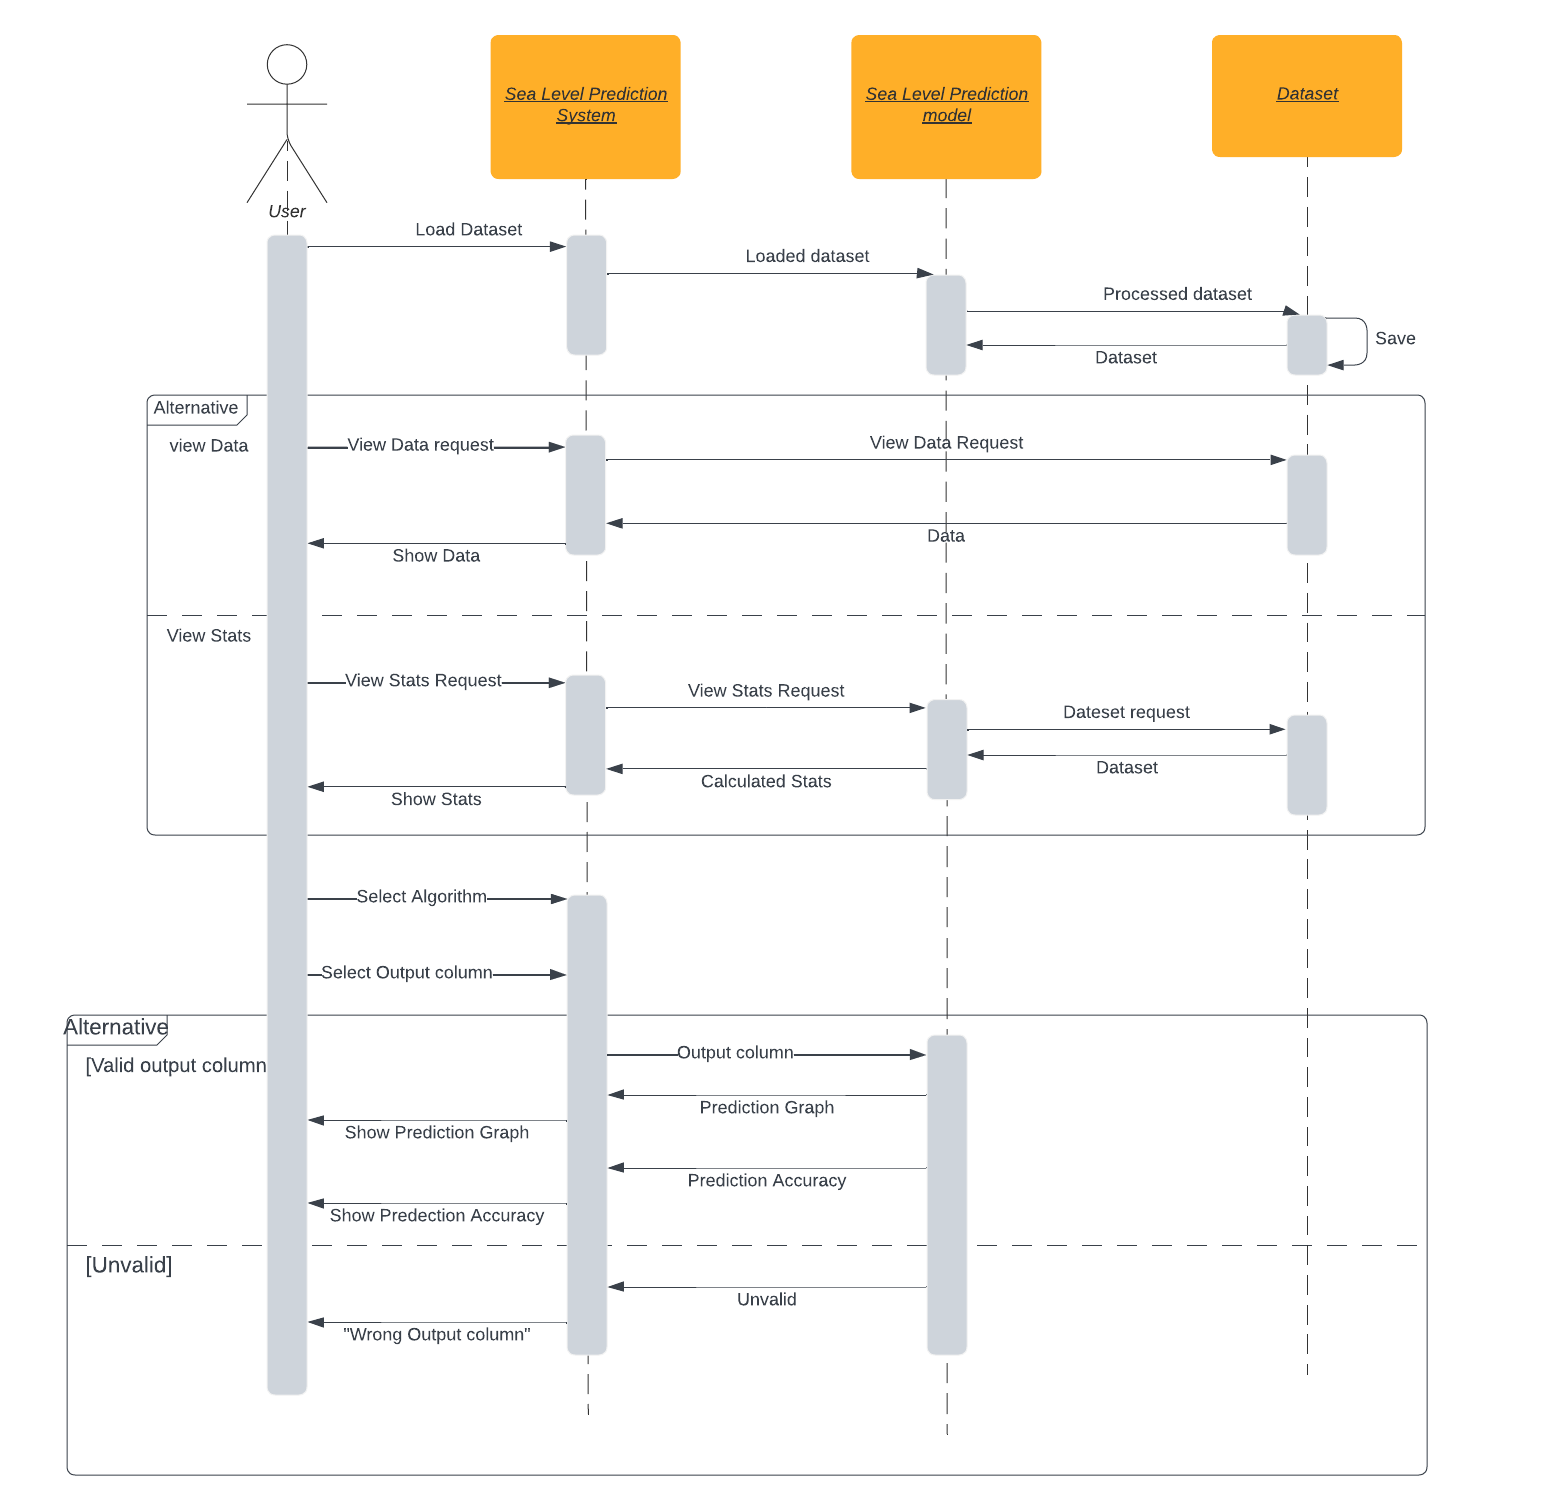 Sea Level Prediction
System
Sea Level Prediction
model
Dataset
User
Load Dataset
Loaded dataset
Processed dataset
Save
Dataset
Alternative
view Data
View Data request
View Data Request
Data
Show Data
View Stats
View Stats Request
View Stats Request
Dateset request
Dataset
Calculated Stats
Show Stats
Select Algorithm
Select Output column
Alternative
[Valid output column
Output column
Prediction Graph
Show Prediction Graph
Prediction Accuracy
Show Predection Accuracy
[Unvalid]
Unvalid
"Wrong Output column"